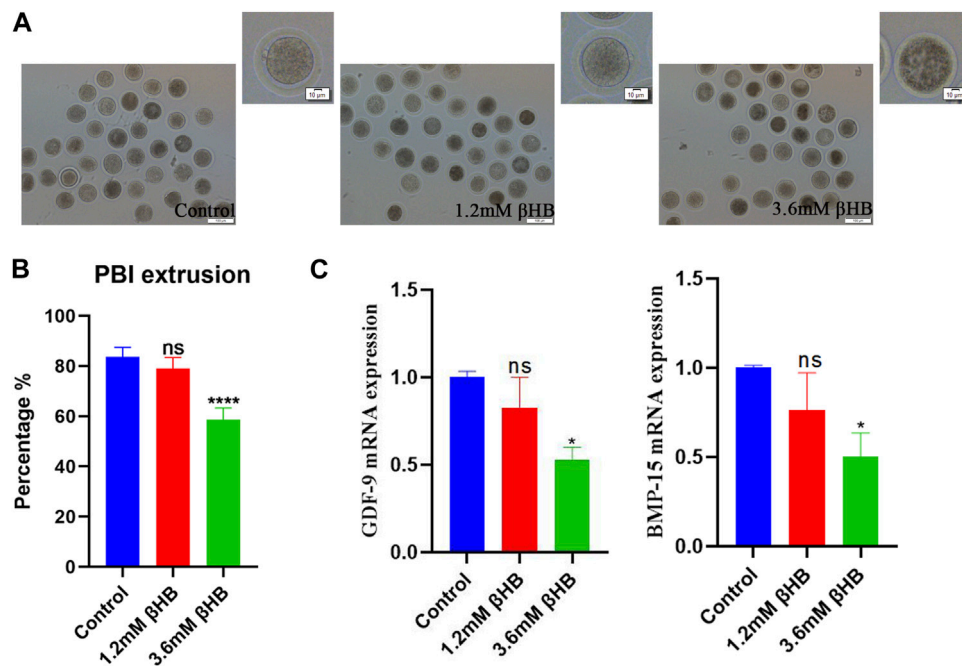 A
10 µm
10 µm
10 µm
Control
1.2mM βHB
3.6mM βHB
B
PBI extrusion
Percentage %
100
80
60
40
20
0
ns
****
Control
1.2mM βHB
3.6mM βHB
C
GDF-9 mRNA expression
1.5
1.0
0.5
0.0
ns
*
Control
1.2mM βHB
3.6mM βHB
BMP-15 mRNA expression
1.5
1.0
0.5
0.0
ns
*
Control
1.2mM βHB
3.6mM βHB